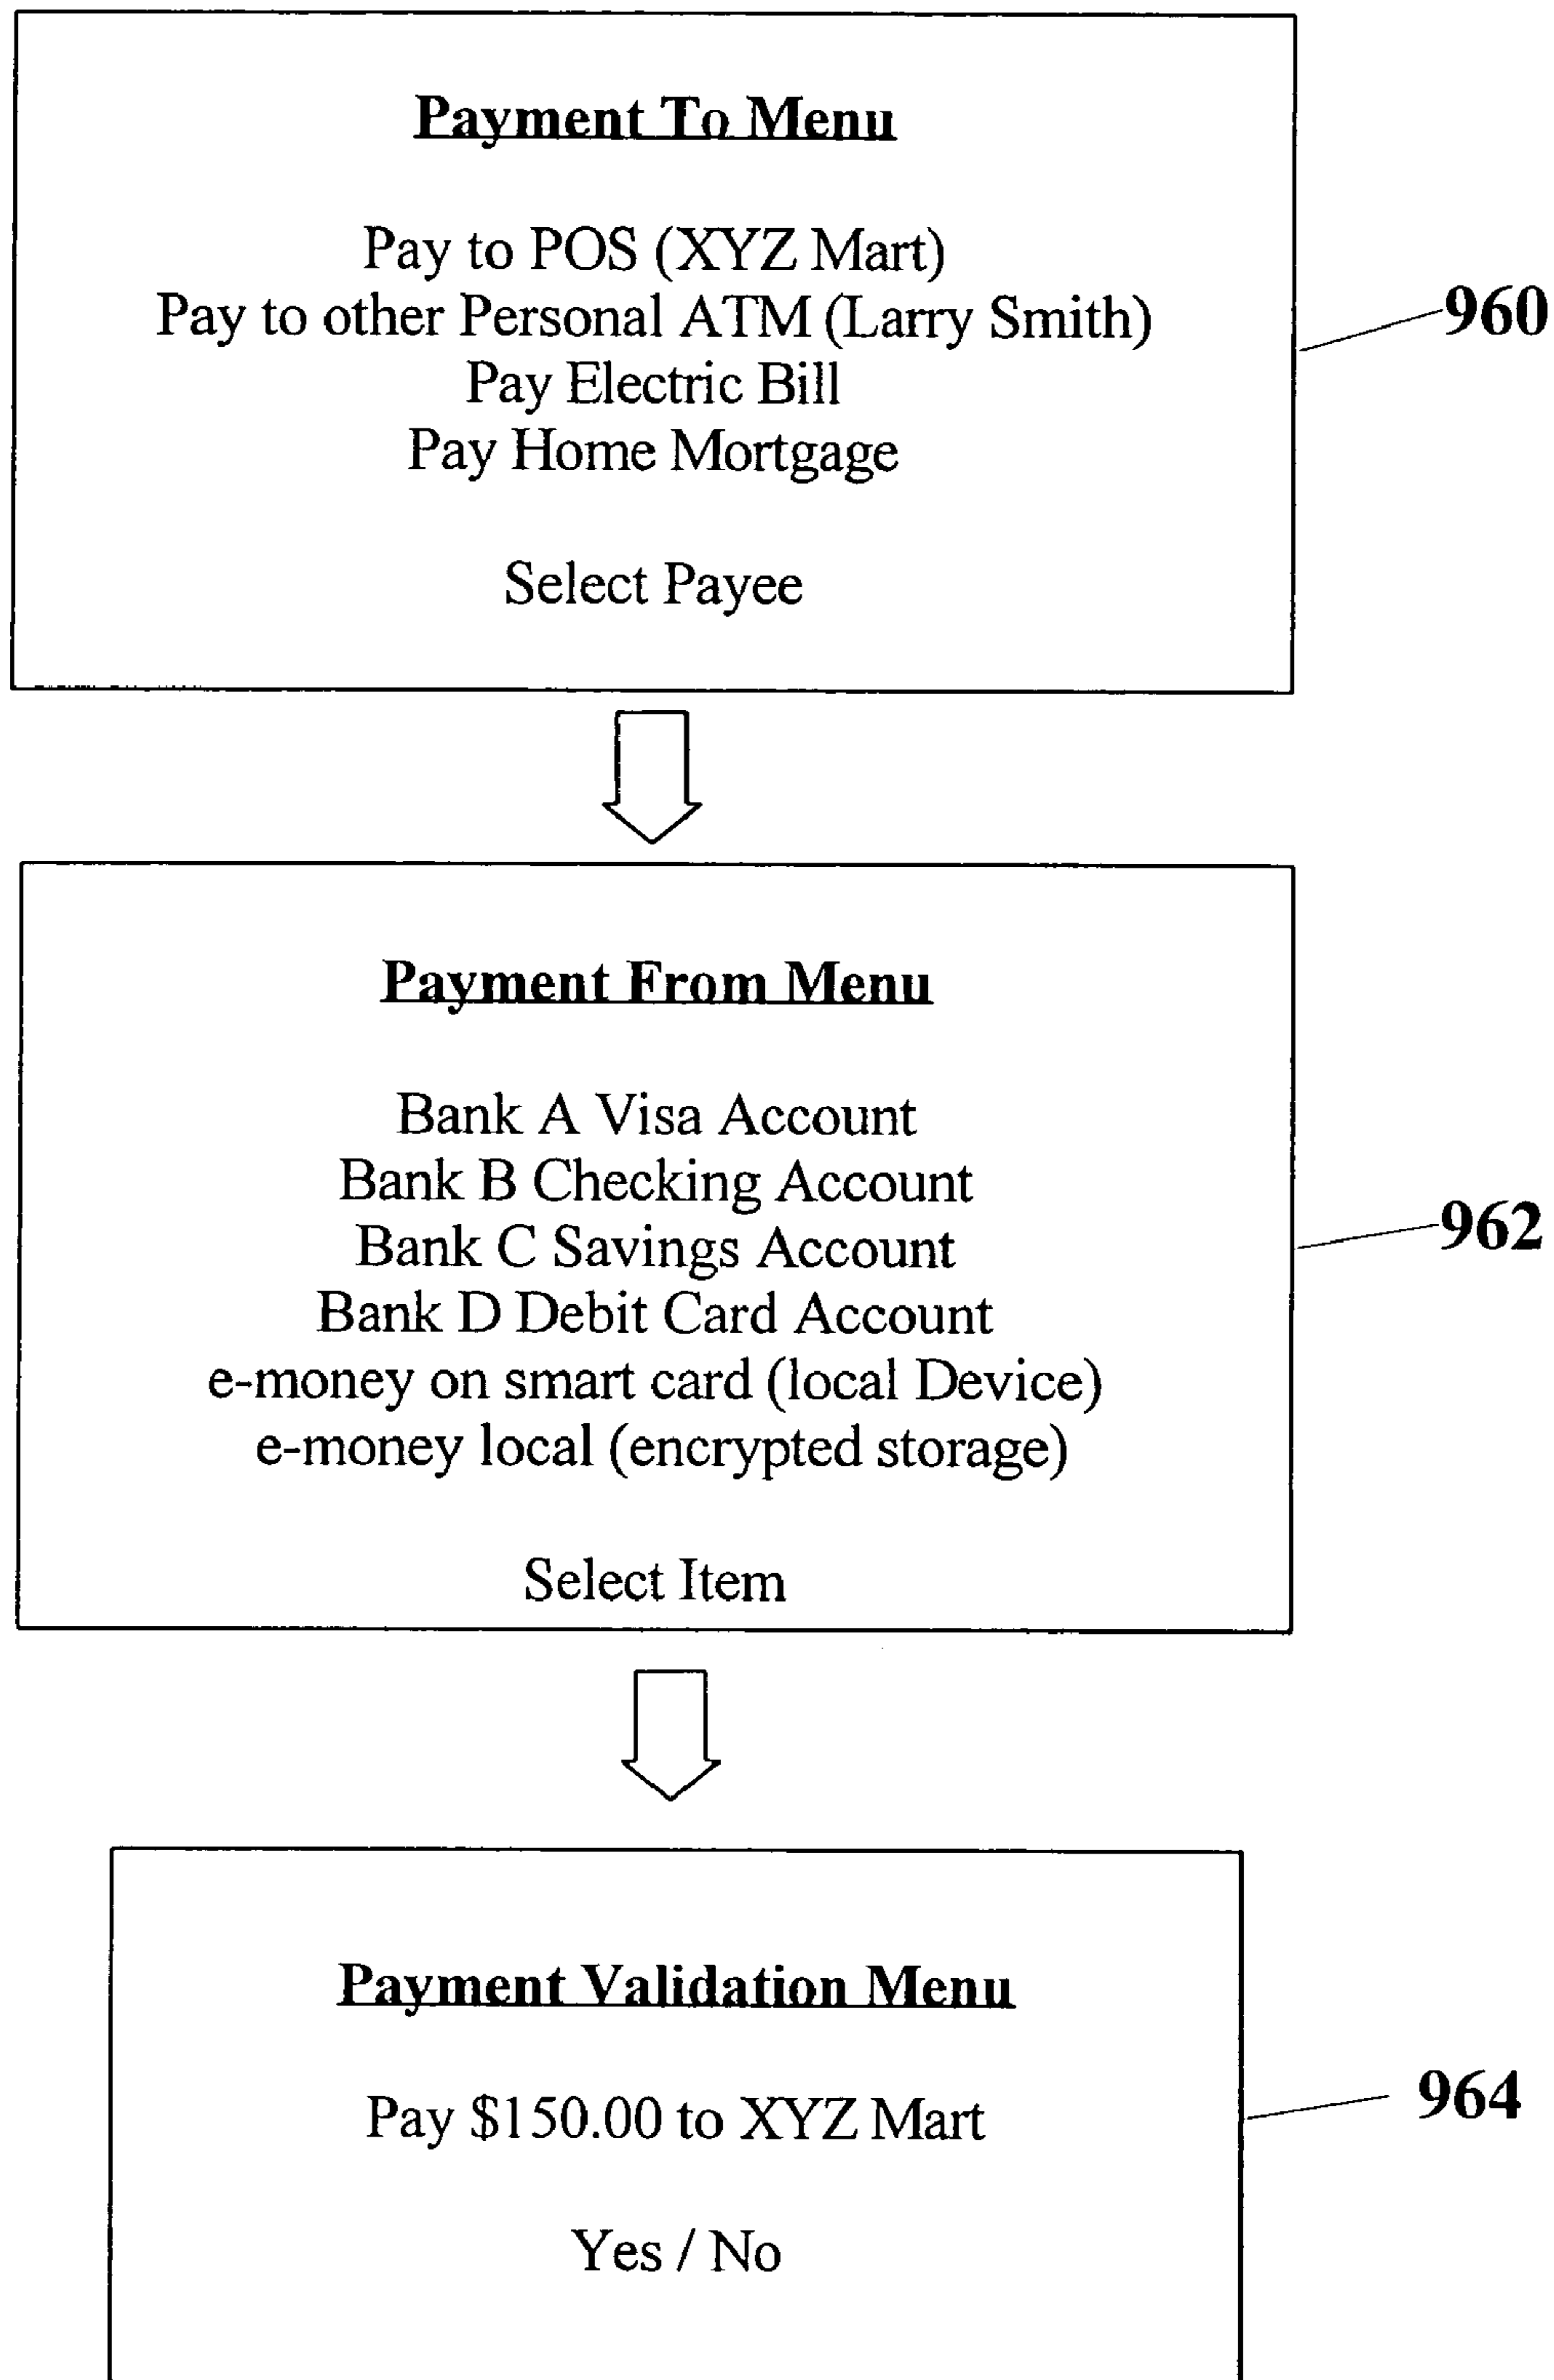 Payment To Menu
Pay to POS (XYZ Mart)
Pay to other Personal ATM (Larry Smith)
Pay Electric Bill
Pay Home Mortgage
Select Payee
960
Payment From Menu
Bank A Visa Account
Bank B Checking Account
Bank C Savings Account
Bank D Debit Card Account
e-money on smart card (local Device)
e-money local (encrypted storage)
Select Item
962
Payment Validation Menu
Pay $150.00 to XYZ Mart
Yes / No
964